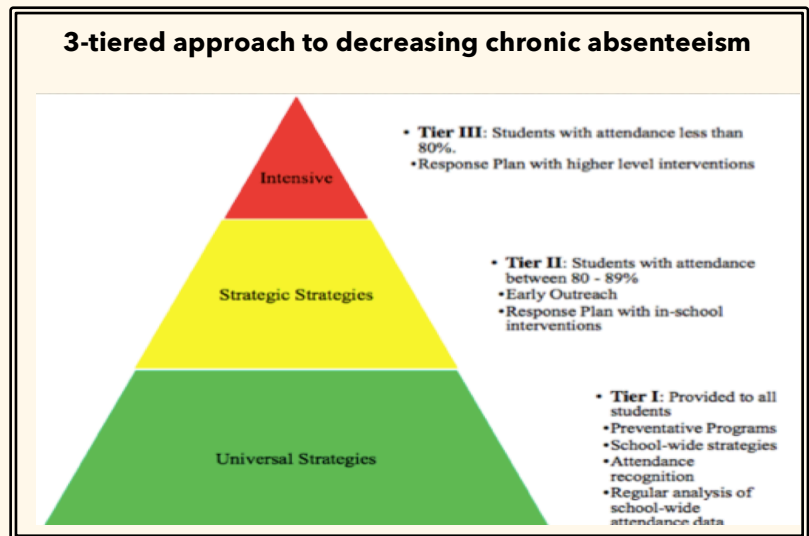 3-tiered approach to decreasing chronic absenteeism
Intensive
• Tier III: Students with attendance less than
80%.
•Response Plan with higher level interventions
Strategic Strategies
• Tier II: Students with attendance
between 80 - 89%
•Early Outreach
•Response Plan with in-school
interventions
Universal Strategies
• Tier I: Provided to all
students
•Preventative Programs
•School-wide strategies
•Attendance
recognition
•Regular analysis of
school-wide
attendance data